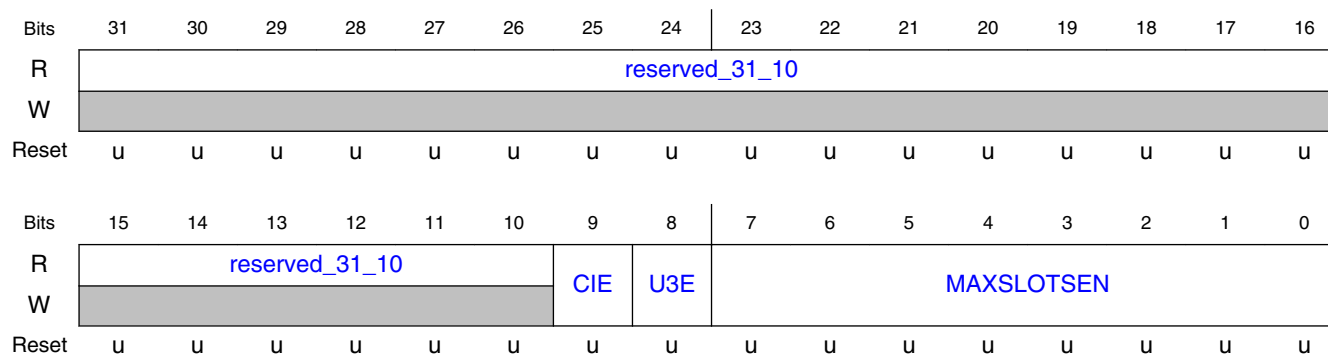 Bits 31 30 29 28 27 26 25 24 23 22 21 20 19 18 17 16
R reserved_31_10
W
Reset u u u u u u u u u u u u u u u u
Bits 15 14 13 12 11 10 9 8 7 6 5 4 3 2 1 0
R reserved_31_10
CIE U3E MAXSLOTSEN
W
Reset u u u u u u u u u u u u u u u u